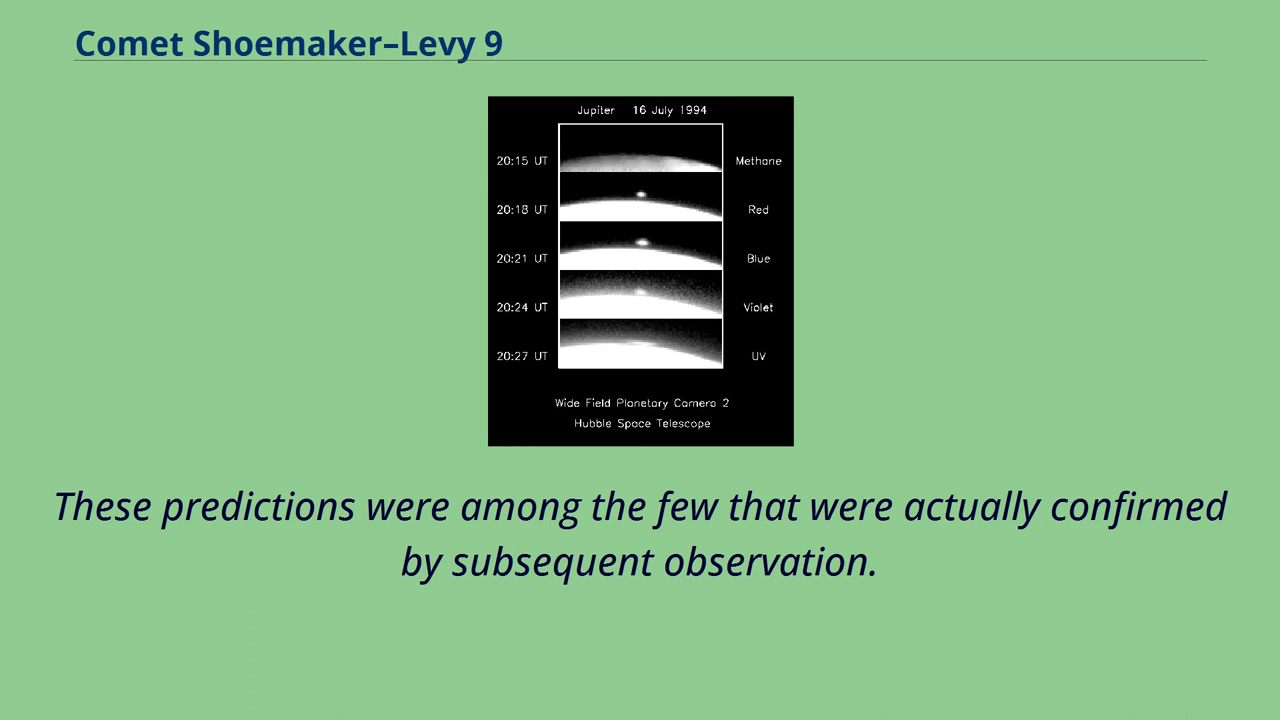 Comet Shoemaker–Levy 9
Jupiter 16 July 1994
20:15 UT Methane
20:18 UT Red
20:21 UT Blue
20:24 UT Violet
20:27 UT UV
Wide Field Planetary Camera 2
Hubble Space Telescope
These predictions were among the few that were actually confirmed
by subsequent observation.